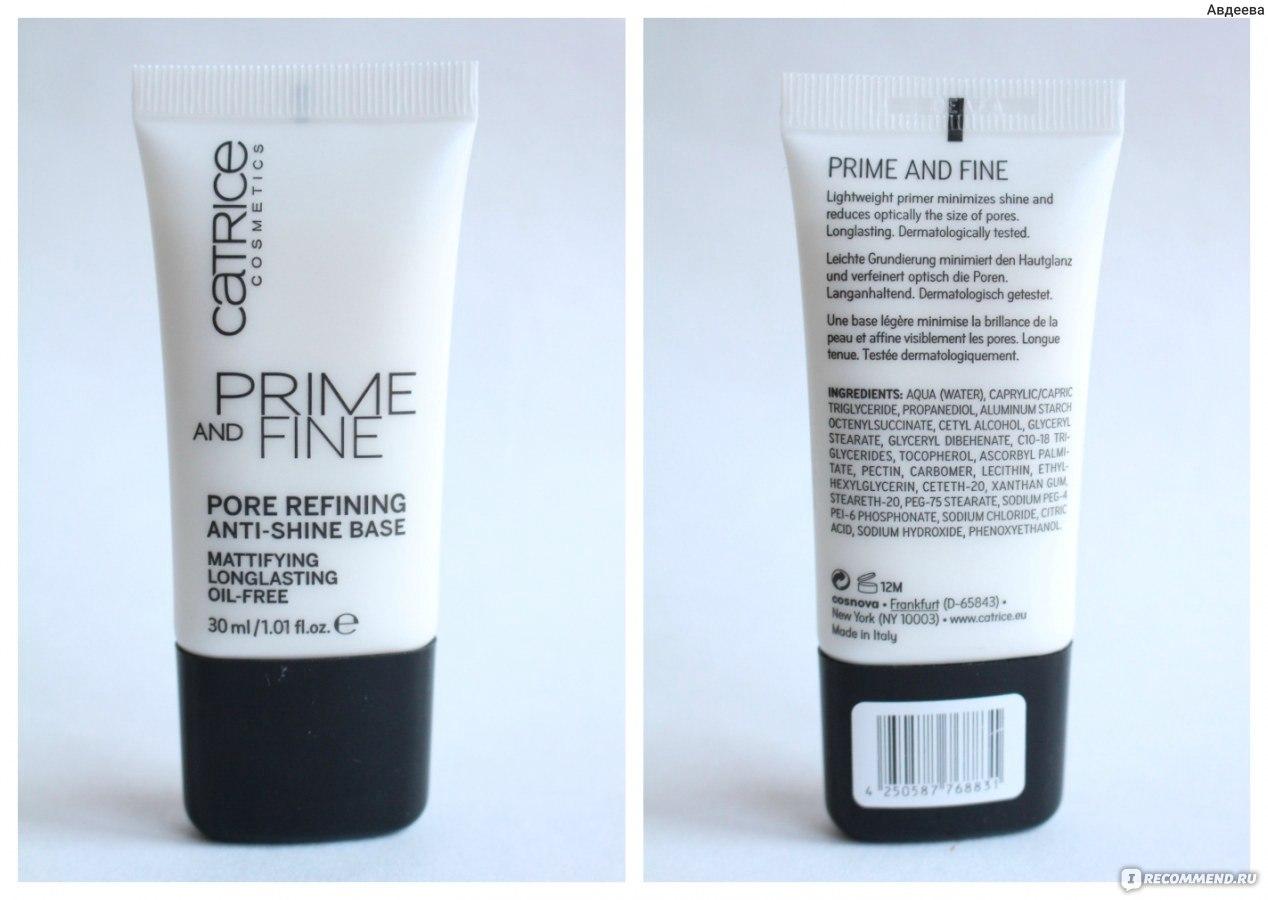 Авдеева
CATRICE
COSMETICS
PRIME
AND FINE
PORE REFINING
ANTI-SHINE BASE
MATTIFYING
LONGLASTING
OIL-FREE
30 ml/1.01 fl.oz. ℮
PRIME AND FINE
Lightweight primer minimizes shine and
reduces optically the size of pores.
Longlasting. Dermatologically tested.
Leichte Grundierung minimiert den Hautglanz
und verfeinert optisch die Poren.
Langanhaltend. Dermatologisch getestet.
Une base légère minimise la brillance de la
peau et affine visiblement les pores. Longue
tenue. Testée dermatologiquement.
INGREDIENTS: AQUA (WATER), CAPRYLIC/CAPRIC
TRIGLYCERIDE, PROPANEDIOL, ALUMINUM STARCH
OCTENYLSUCCINATE, CETYL ALCOHOL, GLYCERYL
STEARATE, GLYCERYL DIBEHENATE, C10-18 TRI-
GLYCERIDES, TOCOPHEROL, ASCORBYL PALMI-
TATE, PECTIN, CARBOMER, LECITHIN, ETHYL-
HEXYLGLYCERIN, CETETH-20, XANTHAN GUM,
STEARETH-20, PEG-75 STEARATE, SODIUM PEG-4
PEI-6 PHOSPHONATE, SODIUM CHLORIDE, CITRIC
ACID, SODIUM HYDROXIDE, PHENOXYETHANOL.
12M
cosnova • Frankfurt (D-65843) •
New York (NY 10003) • www.catrice.eu
Made in Italy
4 250587 768831
I RECOMMEND.RU